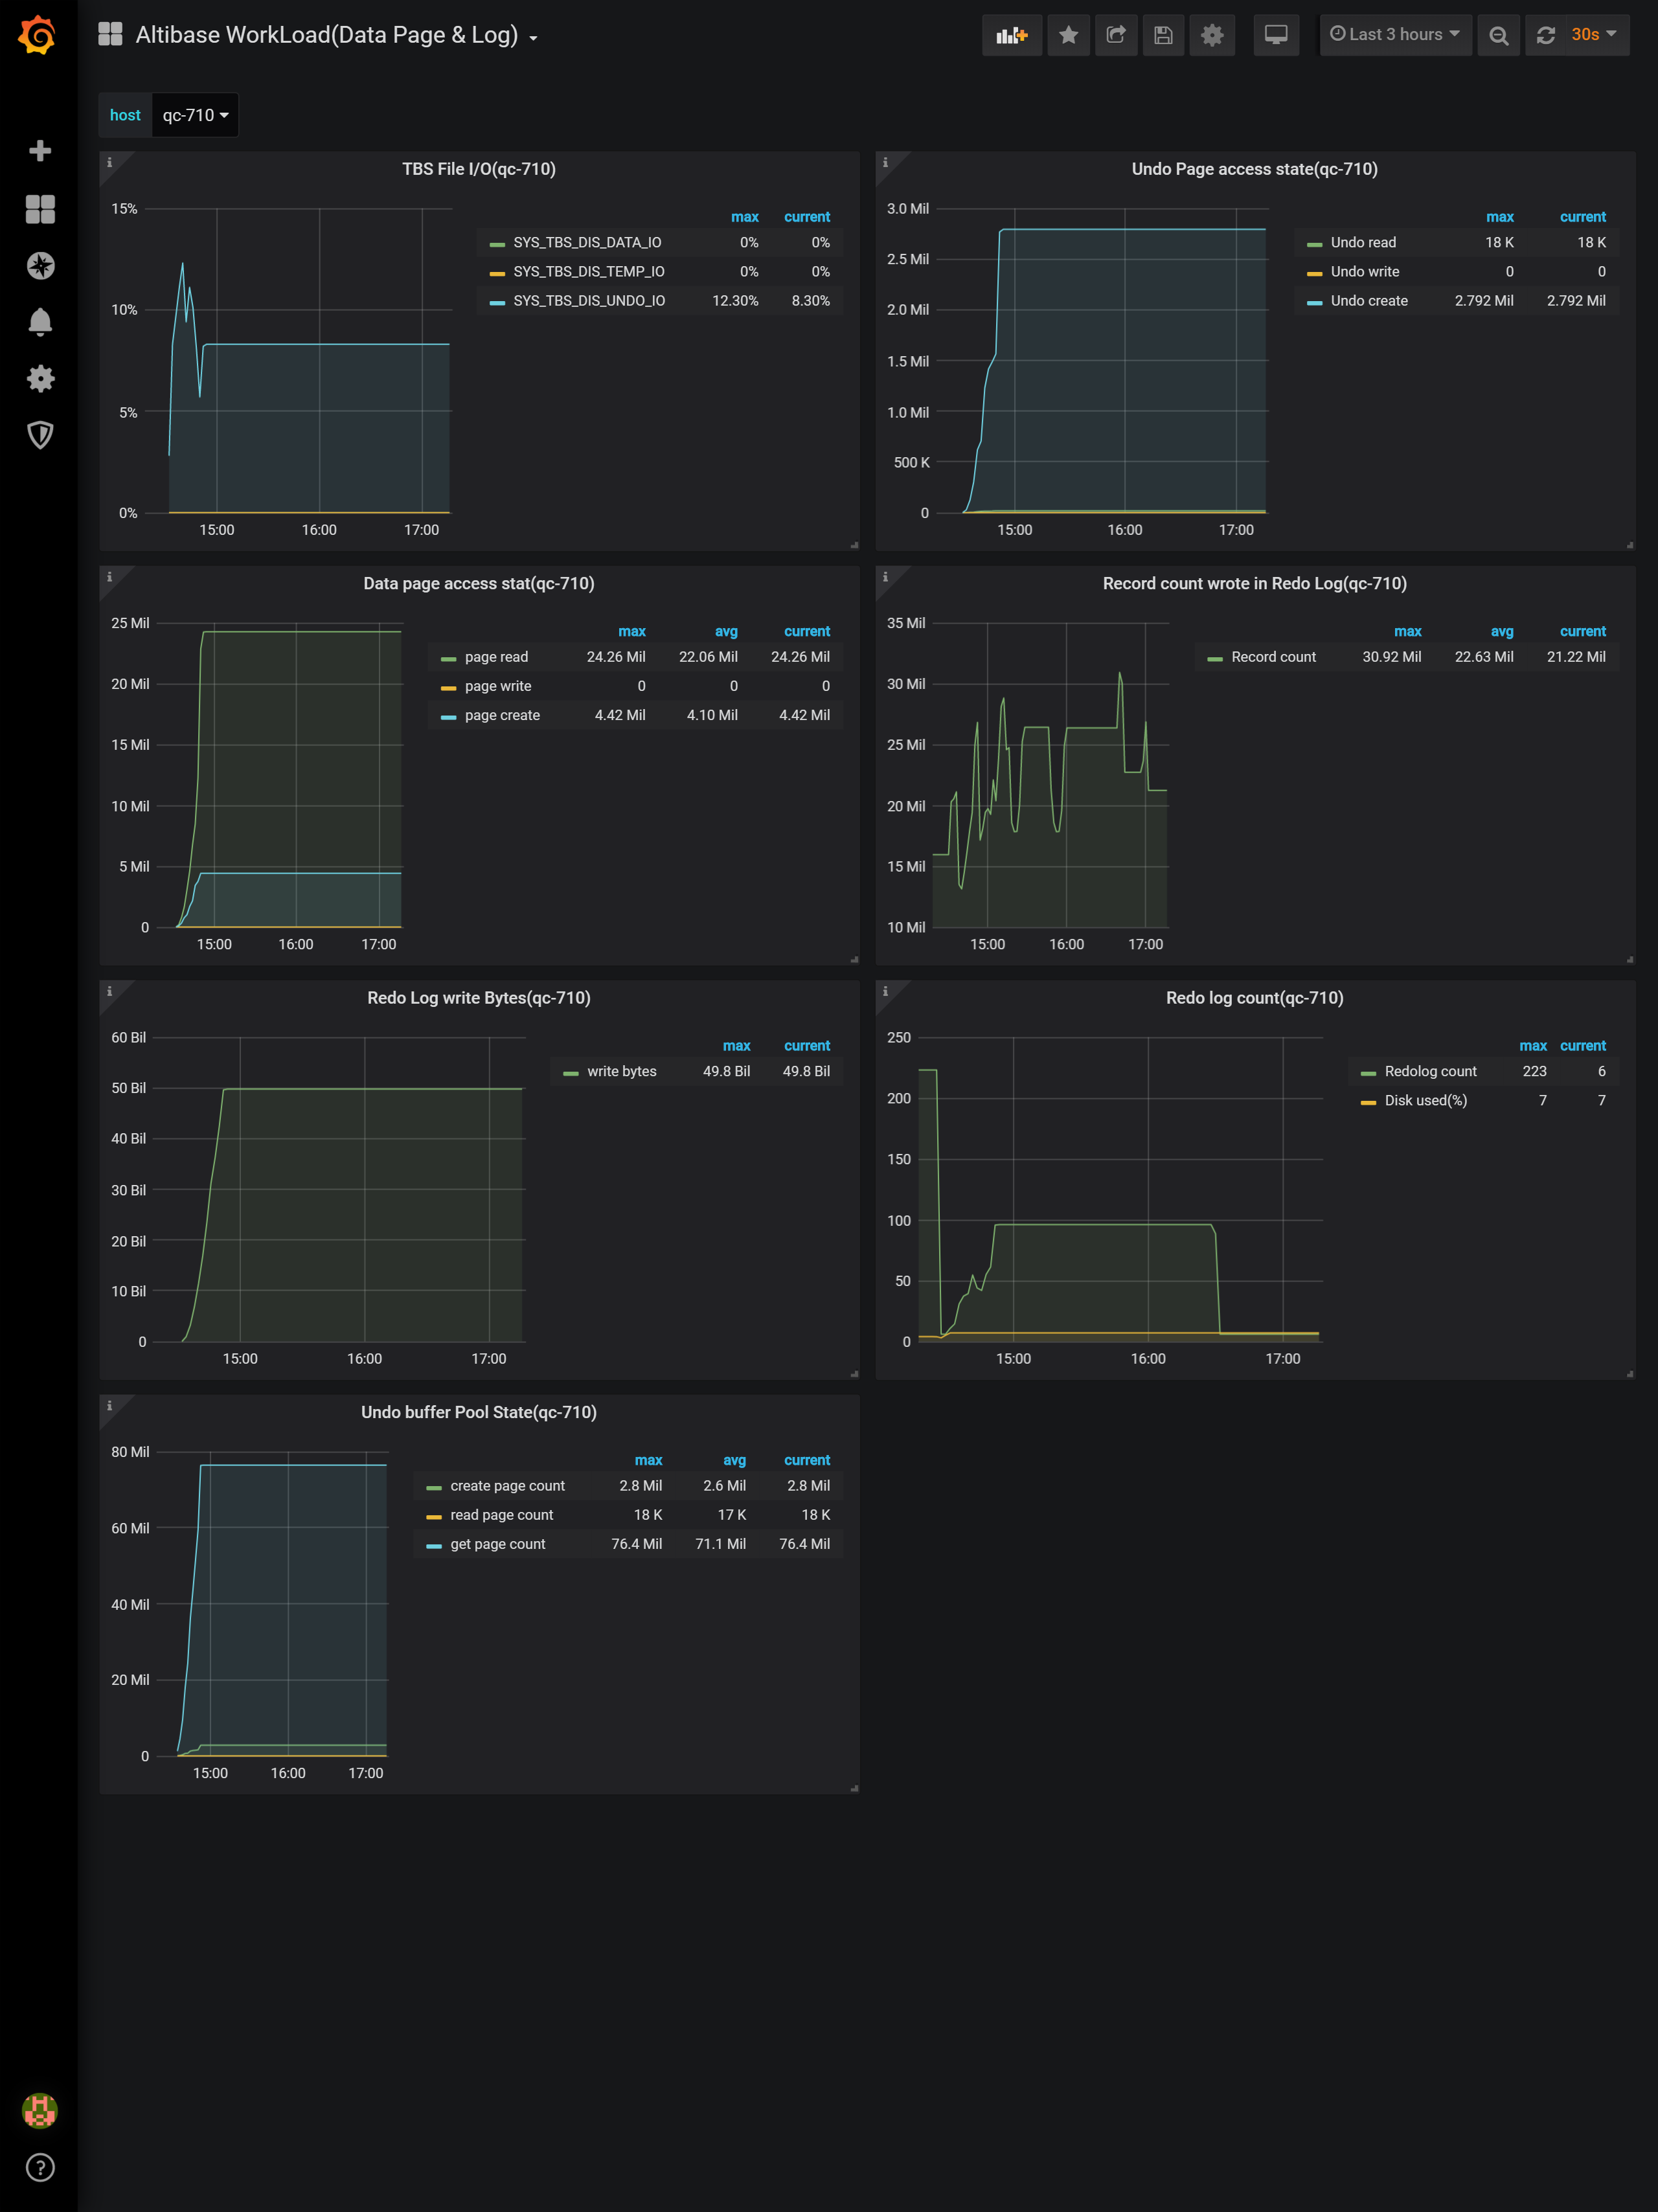 Altibase WorkLoad(Data Page & Log)
Last 3 hours
30s
host qc-710
TBS File I/O(qc-710)
15%
10%
5%
0%
15:00 16:00 17:00
max current
SYS_TBS_DIS_DATA_IO 0% 0%
SYS_TBS_DIS_TEMP_IO 0% 0%
SYS_TBS_DIS_UNDO_IO 12.30% 8.30%
Undo Page access state(qc-710)
3.0 Mil
2.5 Mil
2.0 Mil
1.5 Mil
1.0 Mil
500 K
0
15:00 16:00 17:00
max current
Undo read 18 K 18 K
Undo write 0 0
Undo create 2.792 Mil 2.792 Mil
Data page access stat(qc-710)
25 Mil
20 Mil
15 Mil
10 Mil
5 Mil
0
15:00 16:00 17:00
max avg current
page read 24.26 Mil 22.06 Mil 24.26 Mil
page write 0 0 0
page create 4.42 Mil 4.10 Mil 4.42 Mil
Record count wrote in Redo Log(qc-710)
35 Mil
30 Mil
25 Mil
20 Mil
15 Mil
10 Mil
15:00 16:00 17:00
max avg current
Record count 30.92 Mil 22.63 Mil 21.22 Mil
Redo Log write Bytes(qc-710)
60 Bil
50 Bil
40 Bil
30 Bil
20 Bil
10 Bil
0
15:00 16:00 17:00
max current
write bytes 49.8 Bil 49.8 Bil
Redo log count(qc-710)
250
200
150
100
50
0
15:00 16:00 17:00
max current
Redolog count 223 6
Disk used(%) 7 7
Undo buffer Pool State(qc-710)
80 Mil
60 Mil
40 Mil
20 Mil
0
15:00 16:00 17:00
max avg current
create page count 2.8 Mil 2.6 Mil 2.8 Mil
read page count 18 K 17 K 18 K
get page count 76.4 Mil 71.1 Mil 76.4 Mil